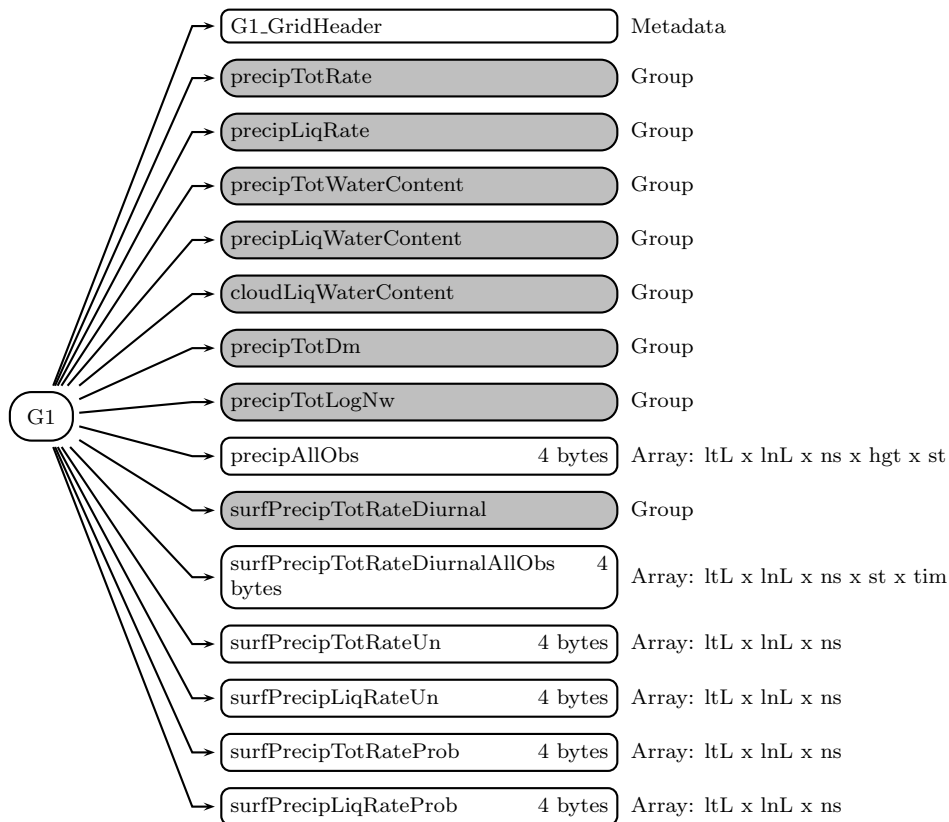 G1_GridHeader Metadata
precipTotRate Group
precipLiqRate Group
precipTotWaterContent Group
precipLiqWaterContent Group
cloudLiqWaterContent Group
precipTotDm Group
precipTotLogNw Group
G1
precipAllObs 4 bytes Array: ltL x lnL x ns x hgt x st
surfPrecipTotRateDiurnal Group
surfPrecipTotRateDiurnalAllObs 4
bytes
Array: ltL x lnL x ns x st x tim
surfPrecipTotRateUn 4 bytes Array: ltL x lnL x ns
surfPrecipLiqRateUn 4 bytes Array: ltL x lnL x ns
surfPrecipTotRateProb 4 bytes Array: ltL x lnL x ns
surfPrecipLiqRateProb 4 bytes Array: ltL x lnL x ns